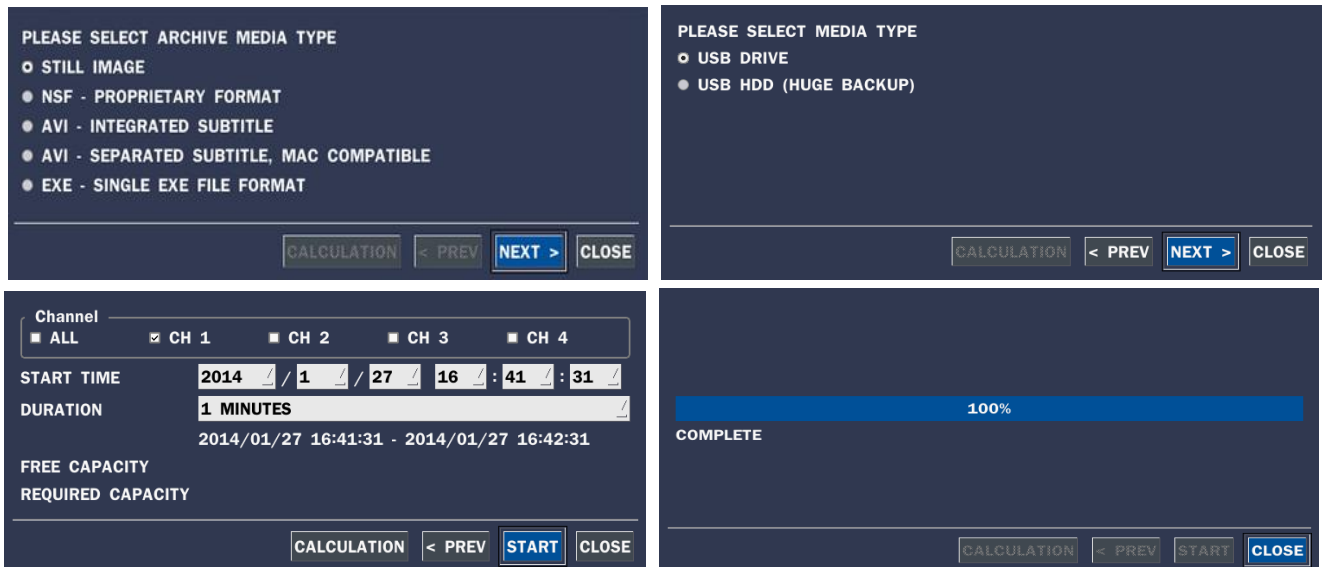 PLEASE SELECT ARCHIVE MEDIA TYPE
STILL IMAGE
NSF - PROPRIETARY FORMAT
AVI - INTEGRATED SUBTITLE
AVI - SEPARATED SUBTITLE, MAC COMPATIBLE
EXE - SINGLE EXE FILE FORMAT
CALCULATION < PREV NEXT > CLOSE
PLEASE SELECT MEDIA TYPE
USB DRIVE
USB HDD (HUGE BACKUP)
CALCULATION < PREV NEXT > CLOSE
Channel
ALL CH 1 CH 2 CH 3 CH 4
START TIME 2014 / 1 / 27 16 : 41 : 31
DURATION 1 MINUTES
2014/01/27 16:41:31 - 2014/01/27 16:42:31
FREE CAPACITY
REQUIRED CAPACITY
CALCULATION < PREV START CLOSE
100%
COMPLETE
CALCULATION < PREV START CLOSE